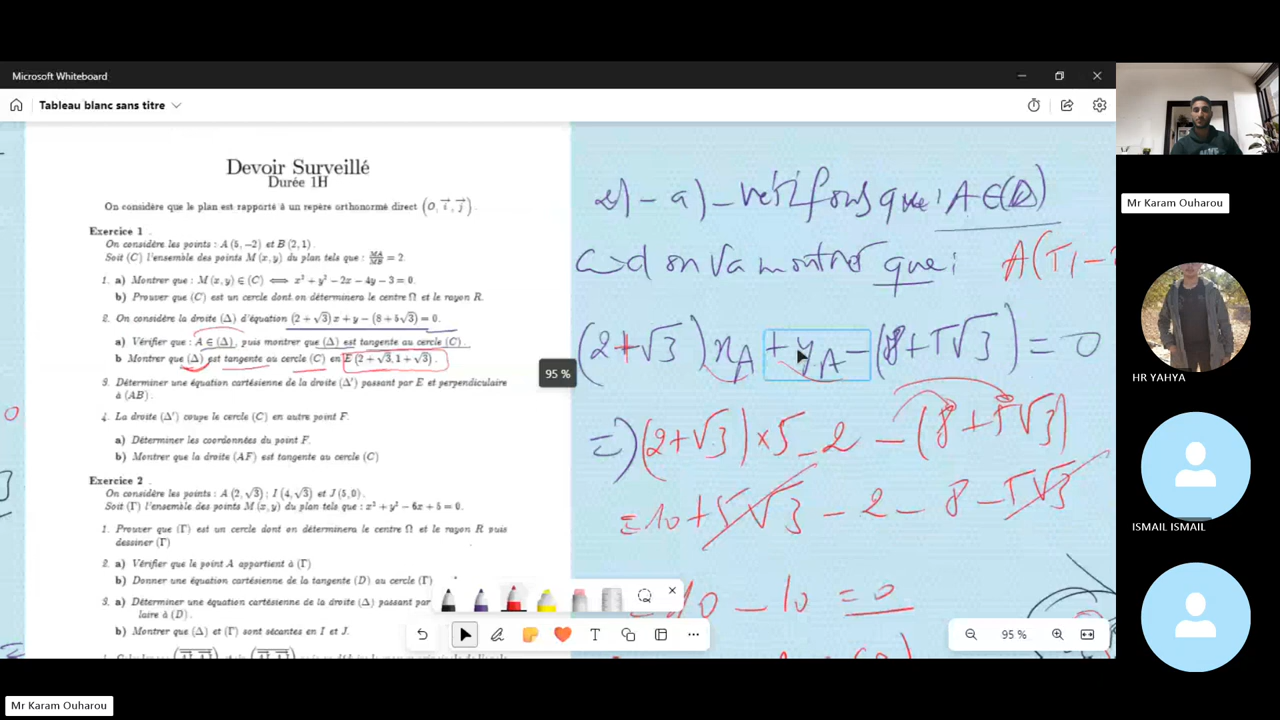 Microsoft Whiteboard
Tableau blanc sans titre
Devoir Surveillé
Durée 1H
On considère que le plan est rapporté à un repère orthonormé direct (O, i⃗, j⃗).
Exercice 1
On considère les points : A (5, −2) et B (2, 1).
Soit (C) l'ensemble des points M (x, y) du plan tels que : MA/MB = 2
1. a) Montrer que : M (x, y) ∈ (C) ⟺ x² + y² − 2x − 4y − 3 = 0.
b) Prouver que (C) est un cercle dont on déterminera le centre Ω et le rayon R.
2. On considère la droite (Δ) d'équation (2 + √3) x + y − (8 + 5√3) = 0.
a) Vérifier que : A ∈ (Δ), puis montrer que (Δ) est tangente au cercle (C).
b Montrer que (Δ) est tangente au cercle (C) en E (2 + √3, 1 + √3).
3. Déterminer une équation cartésienne de la droite (Δ′) passant par E et perpendiculaire
à (AB).
4. La droite (Δ′) coupe le cercle (C) en autre point F.
a) Déterminer les coordonnées du point F.
b) Montrer que la droite (AF) est tangente au cercle (C)
Exercice 2
On considère les points : A (2, √3) ; I (4, √3) et J (5, 0).
Soit (Γ) l'ensemble des points M (x, y) du plan tels que : x² + y² − 6x + 5 = 0.
1. Prouver que (Γ) est un cercle dont on déterminera le centre Ω et le rayon R puis
dessiner (Γ)
2. a) Vérifier que le point A appartient à (Γ)
b) Donner une équation cartésienne de la tangente (D) au cercle (Γ)
3. a) Déterminer une équation cartésienne de la droite (Δ) passant par
laire à (D).
b) Montrer que (Δ) et (Γ) sont sécantes en I et J.
2) - a) - vérifions que : A ∈ (D)
Càd on va montrer que : A(5, −2
(2+√3) xA + yA − (8+5√3) = 0
=) (2+√3) × 5 − 2 − (8+5√3)
= 10 + 5√3 − 2 − 8 − 5√3
= 10 − 10 = 0
95 %
95 %
Mr Karam Ouharou
HR YAHYA
ISMAIL ISMAIL
Mr Karam Ouharou